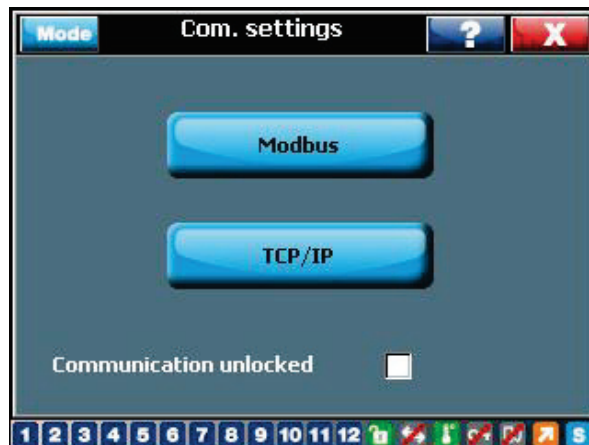 Mode Com. settings ? X
Modbus
TCP/IP
Communication unlocked
1 2 3 4 5 6 7 8 9 10 11 12 S